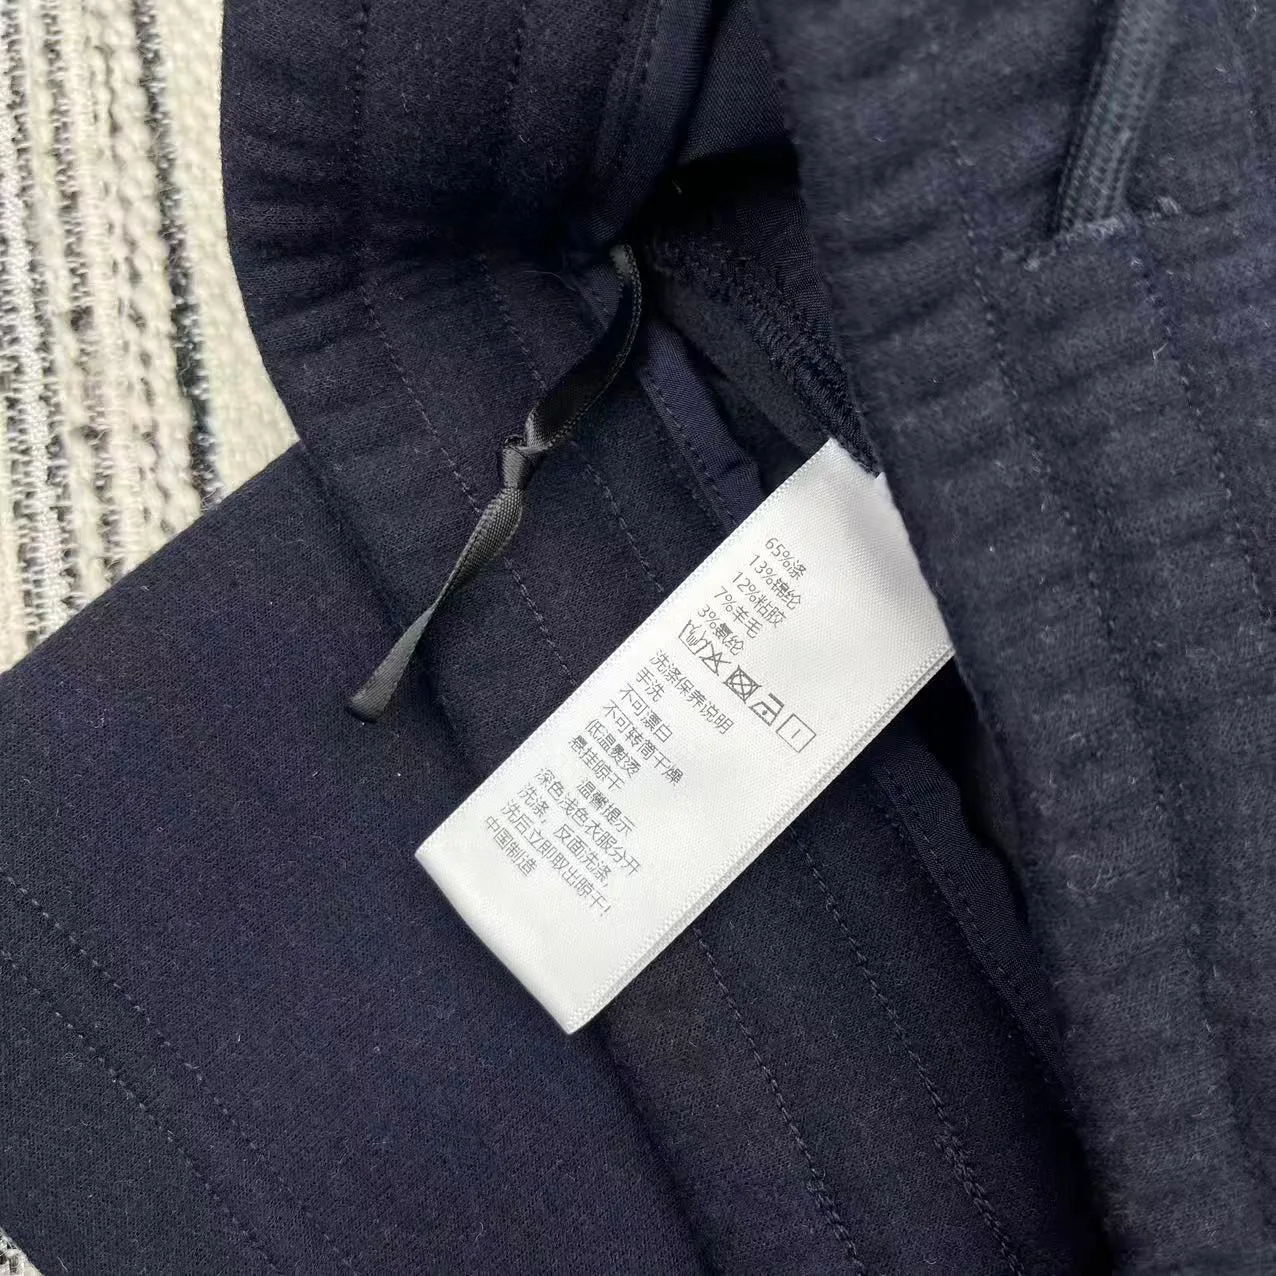 65%涤
13%锦纶
12%粘胶
7%羊毛
3%氨纶
洗涤保养说明
手洗
不可漂白
不可转筒干燥
低温熨烫
悬挂晾干
温馨提示
深色浅色衣服分开
洗涤，反面洗涤，
洗后立即取出晾干!
中国制造